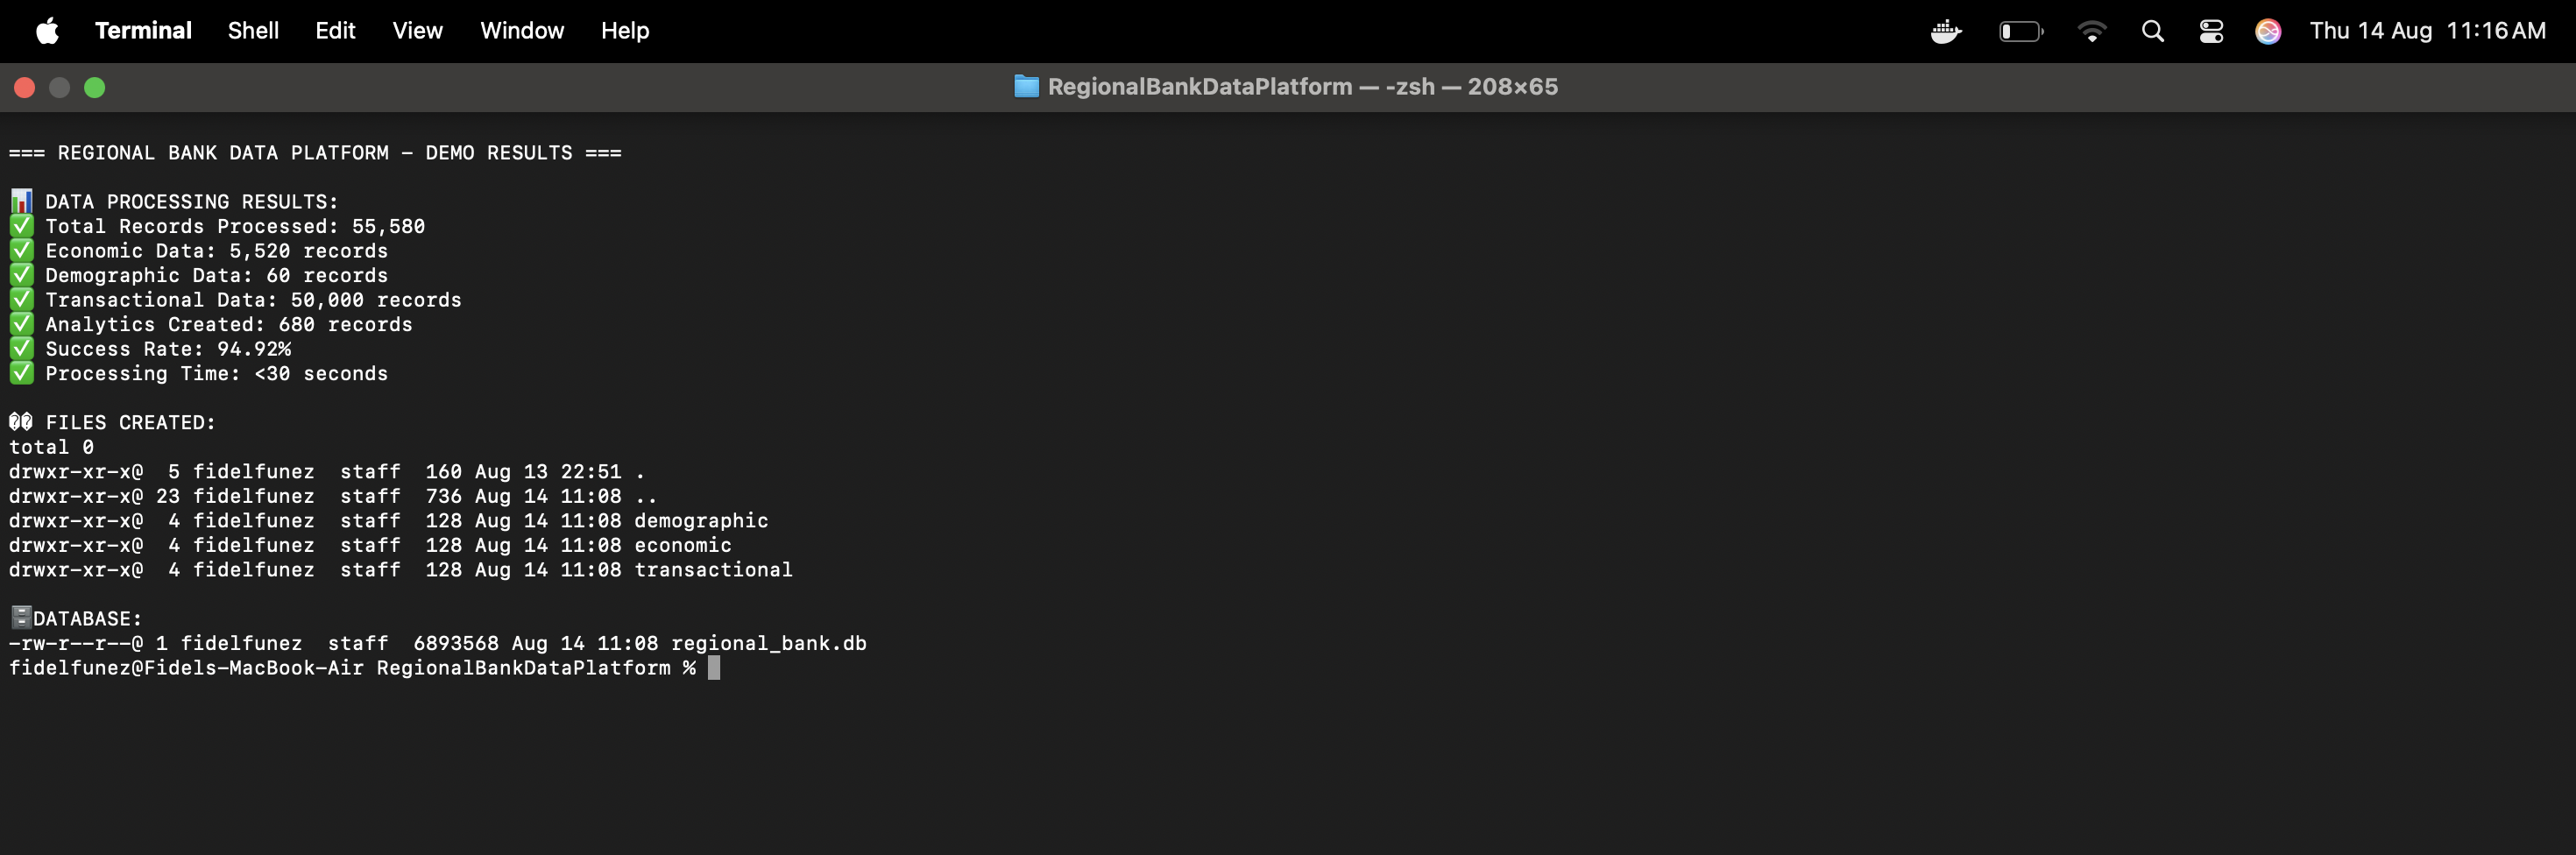 Terminal Shell Edit View Window Help Thu 14 Aug 11:16 AM
RegionalBankDataPlatform — -zsh — 208×65
=== REGIONAL BANK DATA PLATFORM - DEMO RESULTS ===
📊 DATA PROCESSING RESULTS:
✅ Total Records Processed: 55,580
✅ Economic Data: 5,520 records
✅ Demographic Data: 60 records
✅ Transactional Data: 50,000 records
✅ Analytics Created: 680 records
✅ Success Rate: 94.92%
✅ Processing Time: <30 seconds
�� FILES CREATED:
total 0
drwxr-xr-x@  5 fidelfunez  staff  160 Aug 13 22:51 .
drwxr-xr-x@ 23 fidelfunez  staff  736 Aug 14 11:08 ..
drwxr-xr-x@  4 fidelfunez  staff  128 Aug 14 11:08 demographic
drwxr-xr-x@  4 fidelfunez  staff  128 Aug 14 11:08 economic
drwxr-xr-x@  4 fidelfunez  staff  128 Aug 14 11:08 transactional
🗄️DATABASE:
-rw-r--r--@ 1 fidelfunez  staff  6893568 Aug 14 11:08 regional_bank.db
fidelfunez@Fidels-MacBook-Air RegionalBankDataPlatform %